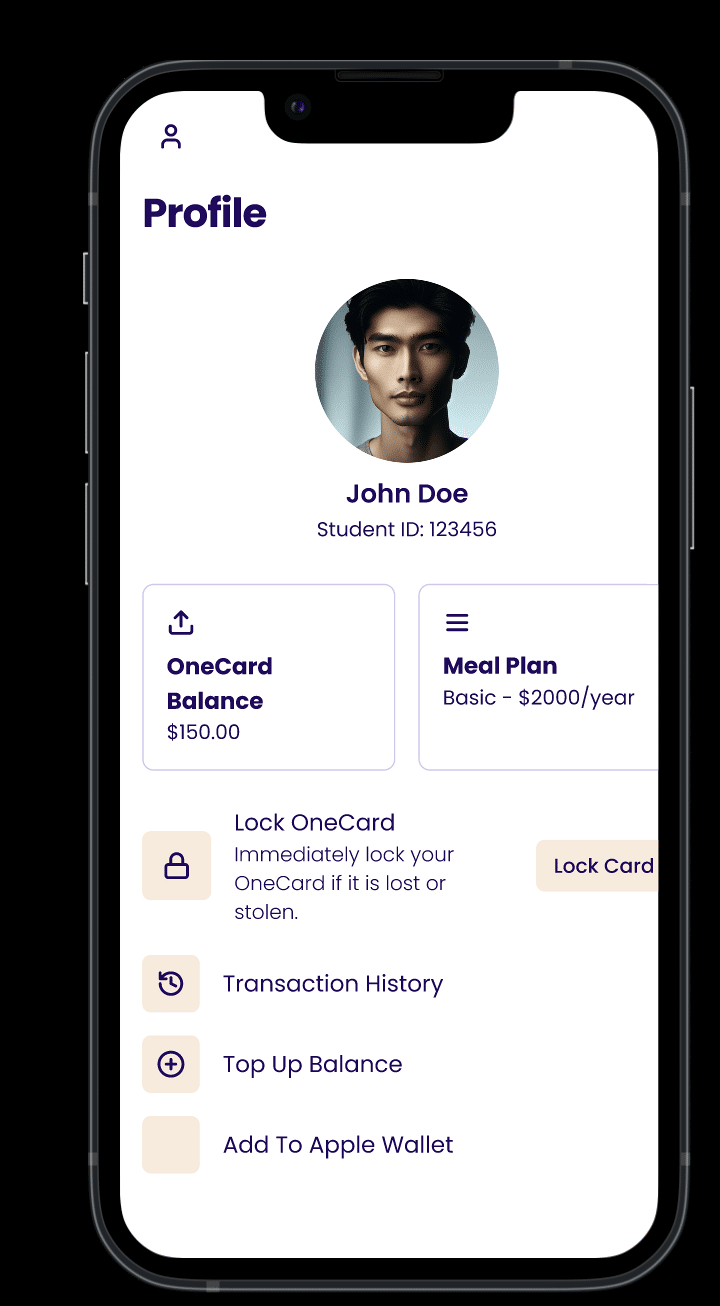 Profile
John Doe
Student ID: 123456
OneCard
Balance
$150.00
Meal Plan
Basic - $2000/year
Lock OneCard
Immediately lock your
OneCard if it is lost or
stolen.
Lock Card
Transaction History
Top Up Balance
Add To Apple Wallet